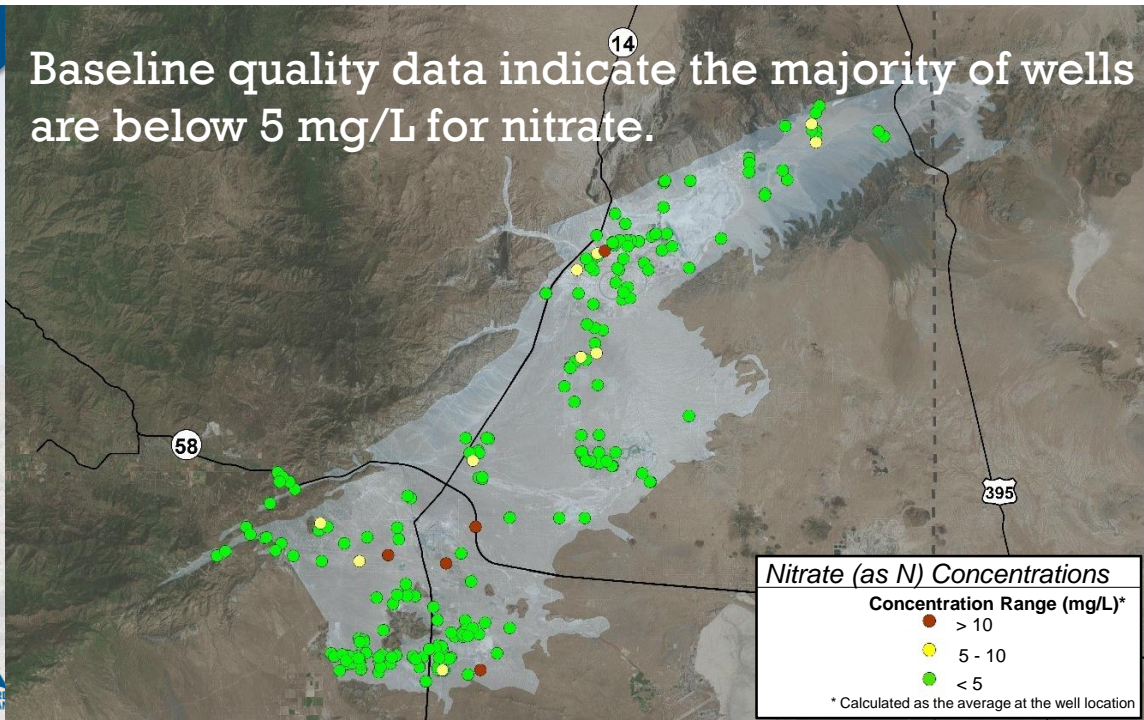 14
Baseline quality data indicate the majority of wells
are below 5 mg/L for nitrate.
58
395
Nitrate (as N) Concentrations
Concentration Range (mg/L)*
> 10
5 - 10
< 5
* Calculated as the average at the well location